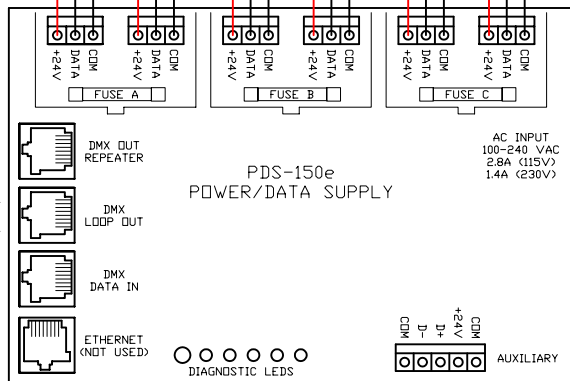 +24V DATA COM +24V DATA COM +24V DATA COM +24V DATA COM +24V DATA COM +24V DATA COM
FUSE A
FUSE B
FUSE C
DMX OUT
REPEATER
AC INPUT
100-240 VAC
2.8A (115V)
1.4A (230V)
PDS-150e
POWER/DATA SUPPLY
DMX
LOOP OUT
DMX
DATA IN
ETHERNET
(NOT USED)
DIAGNOSTIC LEDS
COM D- D+ +24V COM
AUXILIARY